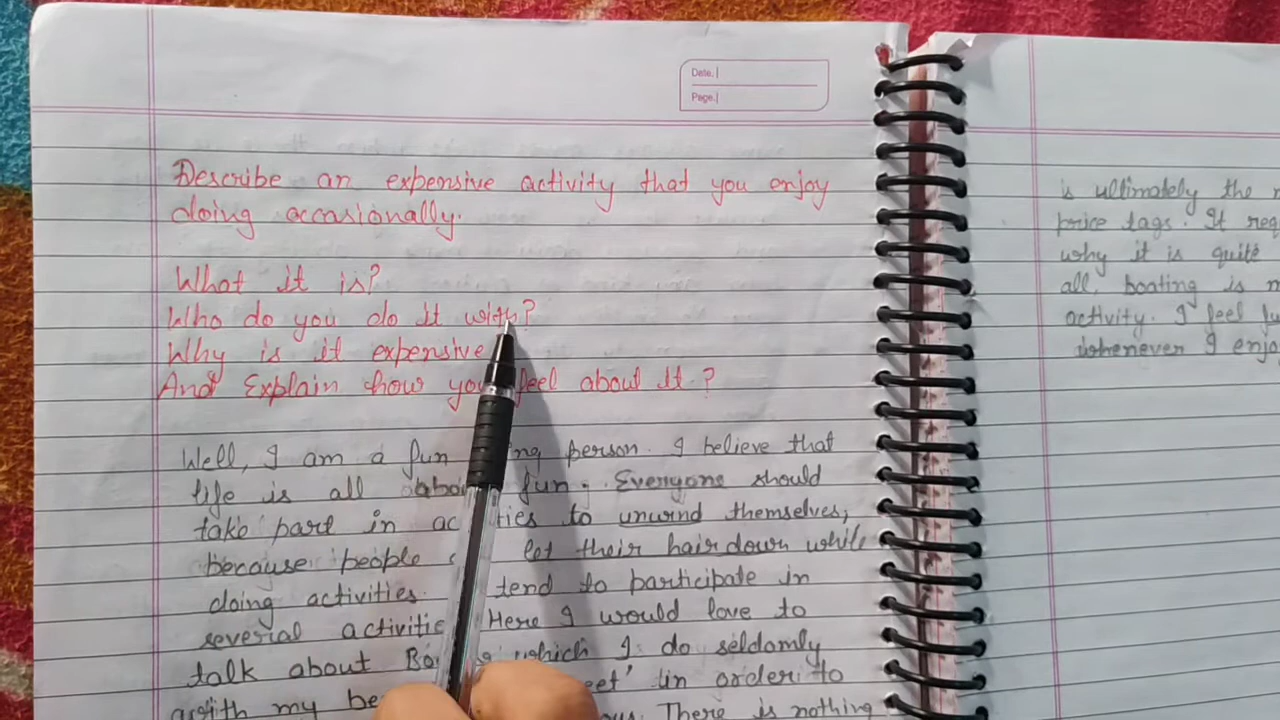 Date.
Page.
Describe an expensive activity that you enjoy
doing occasionally.
What it is?
Who do you do it with?
Why is it expensive
And Explain how you feel about it ?
Well, I am a fun person. I believe that
life is all fun. Everyone should
take part in to unwind themselves,
because people let their hair down while
doing activities. tend to participate in
several Here I would love to
talk about which I do seldomly
with my in order to
There is nothing
is ultimately the
price tags. It
why it is quite
all, boating is
activity. I feel
whenever I